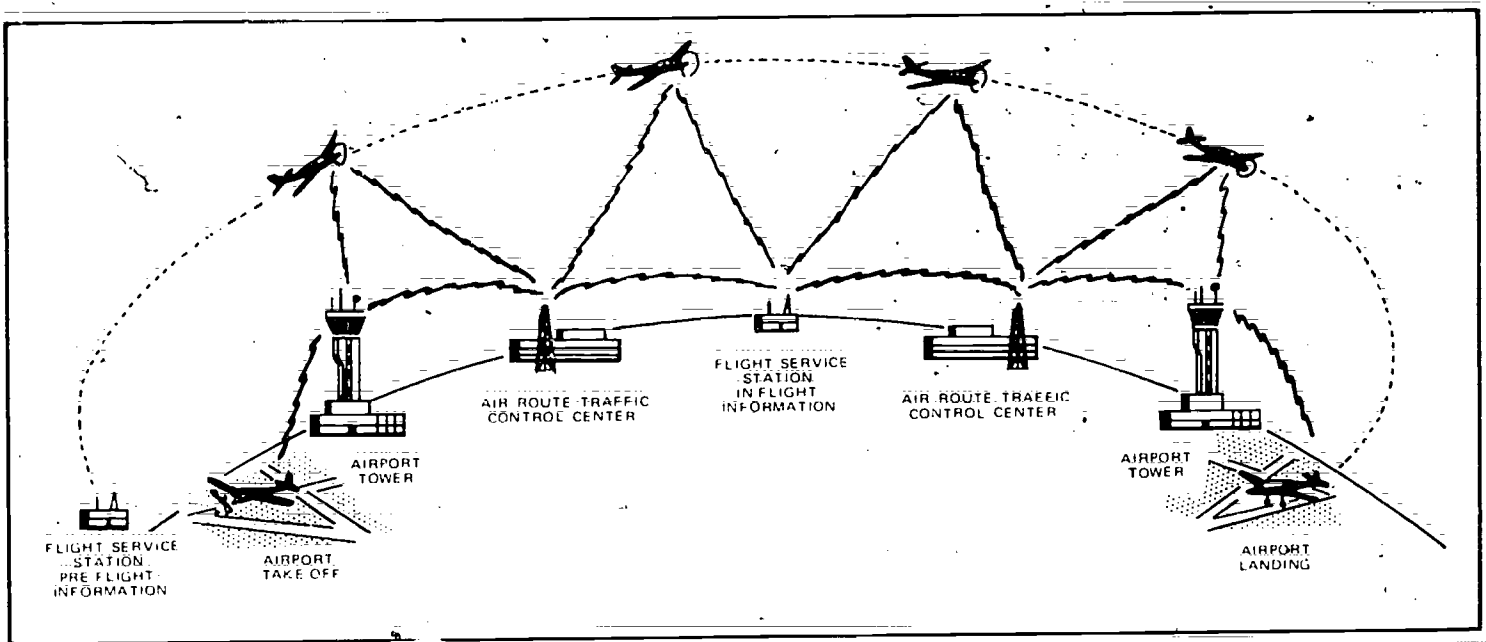 FLIGHT SERVICE
STATION
PRE FLIGHT
INFORMATION
AIRPORT
TAKE OFF
AIRPORT
TOWER
AIR ROUTE TRAFFIC
CONTROL CENTER
FLIGHT SERVICE
STATION
IN FLIGHT
INFORMATION
AIR ROUTE TRAFFIC
CONTROL CENTER
AIRPORT
TOWER
AIRPORT
LANDING